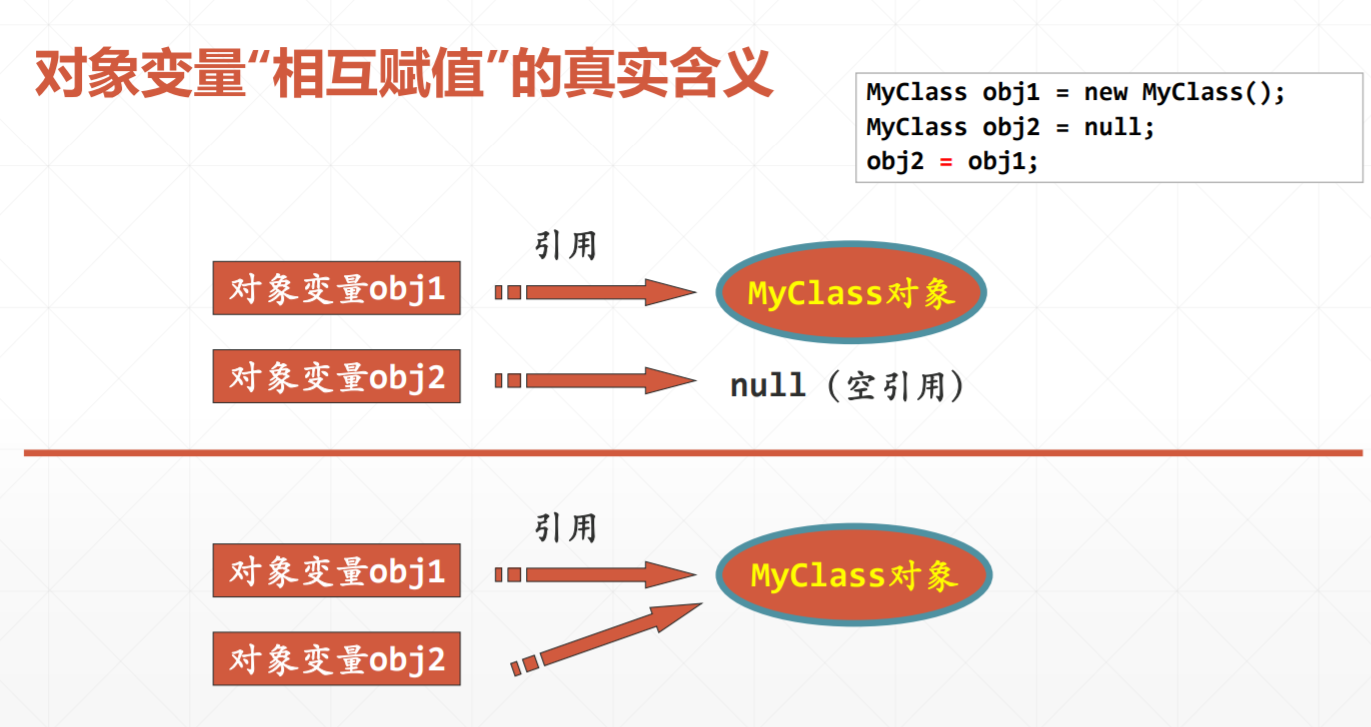 对象变量“相互赋值”的真实含义
MyClass obj1 = new MyClass();
MyClass obj2 = null;
obj2 = obj1;
引用
对象变量obj1
MyClass对象
对象变量obj2
null（空引用）
引用
对象变量obj1
MyClass对象
对象变量obj2